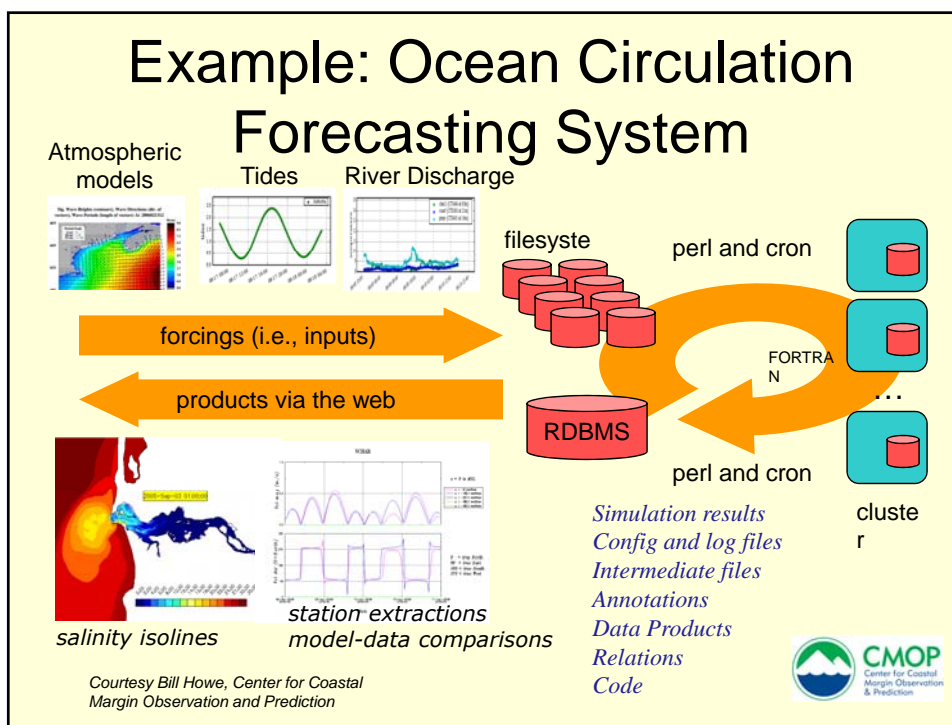 Example: Ocean Circulation
Forecasting System
Atmospheric
models
Tides
River Discharge
filesyste
perl and cron
forcings (i.e., inputs)
FORTRA
N
products via the web
…
RDBMS
perl and cron
cluste
r
Simulation results
Config and log files
Intermediate files
Annotations
Data Products
Relations
Code
salinity isolines
station extractions
model-data comparisons
Courtesy Bill Howe, Center for Coastal
Margin Observation and Prediction
CMOP
Center for Coastal
Margin Observation
& Prediction